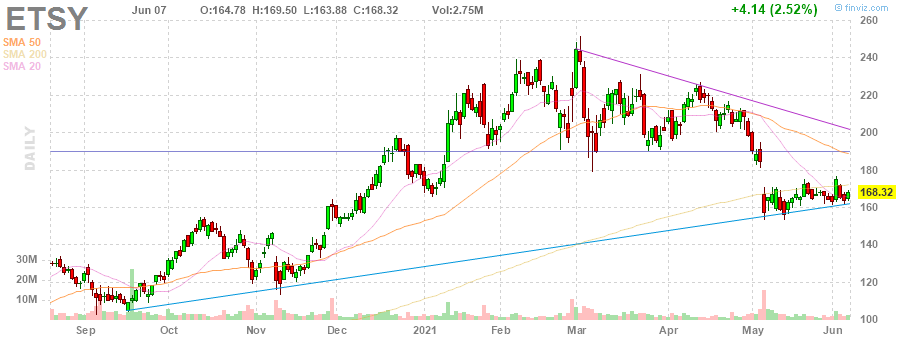 ETSY
Jun 07 O:164.78 H:169.50 L:163.88 C:168.32 Vol:2.75M +4.14 (2.52%)
© finviz.com
SMA 50
SMA 200
SMA 20
DAILY
260
240
220
200
180
168.32
160
140
120
100
30M
20M
10M
Sep Oct Nov Dec 2021 Feb Mar Apr May Jun